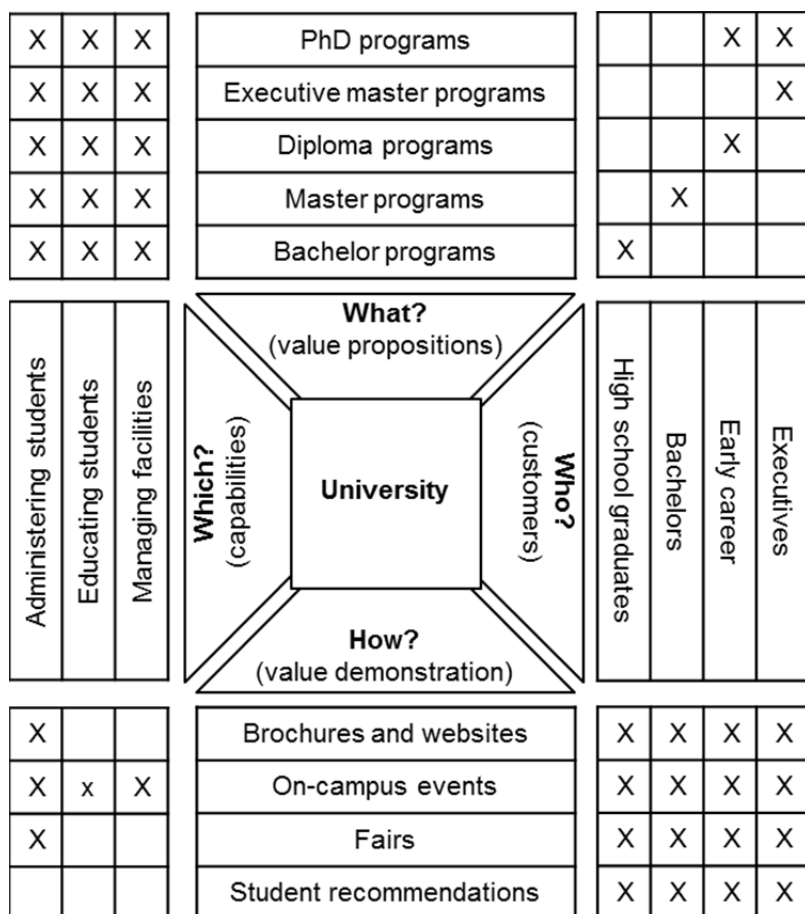 X X X PhD programs X X
X X X Executive master programs X
X X X Diploma programs X
X X X Master programs X
X X X Bachelor programs X
Administering students
Educating students
Managing facilities
What?
(value propositions)
Which?
(capabilities)
University
Who?
(customers)
How?
(value demonstration)
High school graduates
Bachelors
Early career
Executives
X Brochures and websites X X X X
X x X On-campus events X X X X
X Fairs X X X X
Student recommendations X X X X